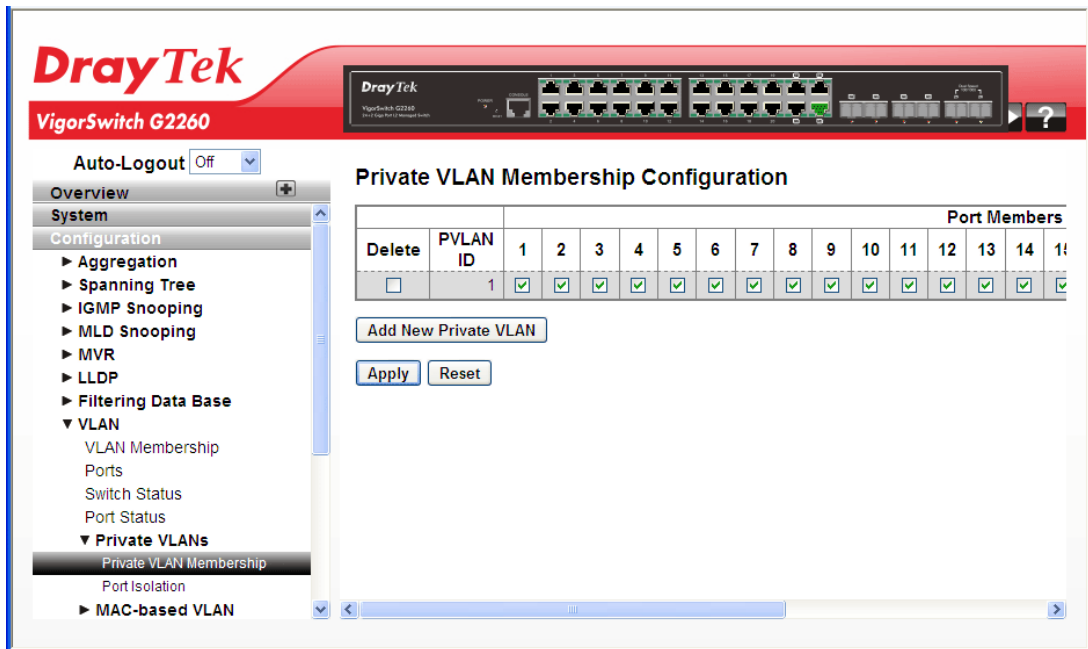 DrayTek
VigorSwitch G2260
DrayTek
VigorSwitch G2260
CONSOLE
POWER
?
Auto-Logout Off
Overview
System
Configuration
Aggregation
Spanning Tree
IGMP Snooping
MLD Snooping
MVR
LLDP
Filtering Data Base
VLAN
VLAN Membership
Ports
Switch Status
Port Status
Private VLANs
Private VLAN Membership
Port Isolation
MAC-based VLAN
Private VLAN Membership Configuration
Port Members
Delete PVLAN ID 1 2 3 4 5 6 7 8 9 10 11 12 13 14
1
Add New Private VLAN
Apply Reset